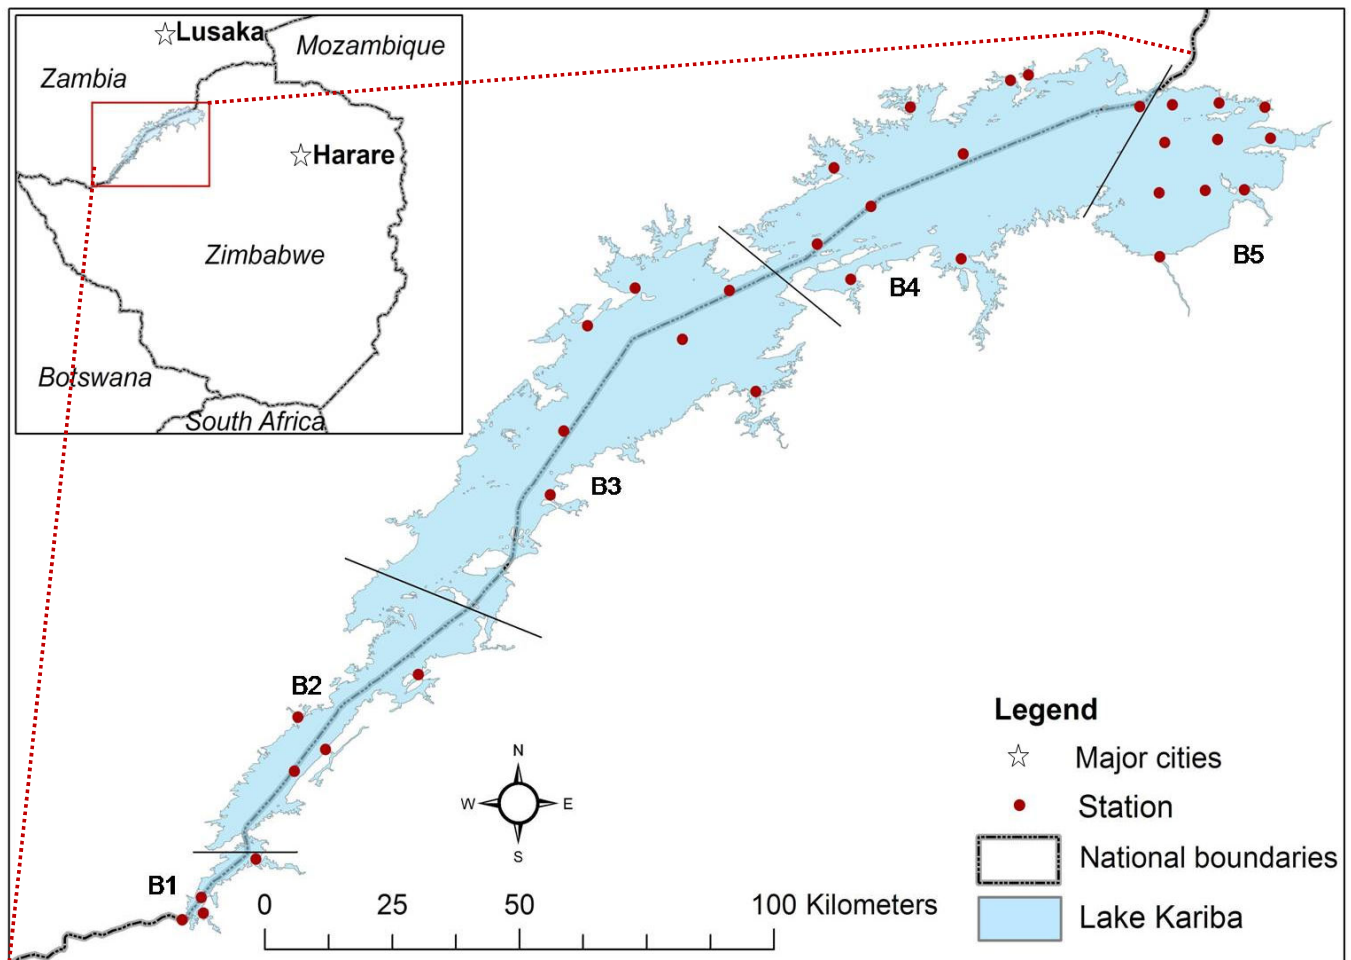 Lusaka
Mozambique
Zambia
Harare
Zimbabwe
Botswana
South Africa
B5
B4
B3
B2
B1
N
W E
S
0 25 50 100 Kilometers
Legend
Major cities
Station
National boundaries
Lake Kariba